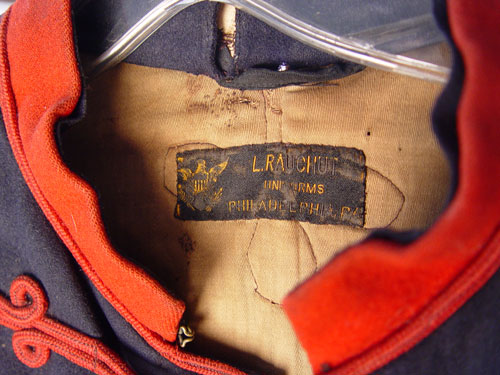 L. RAUCHUT
UNIFORMS
PHILADELPHIA, PA